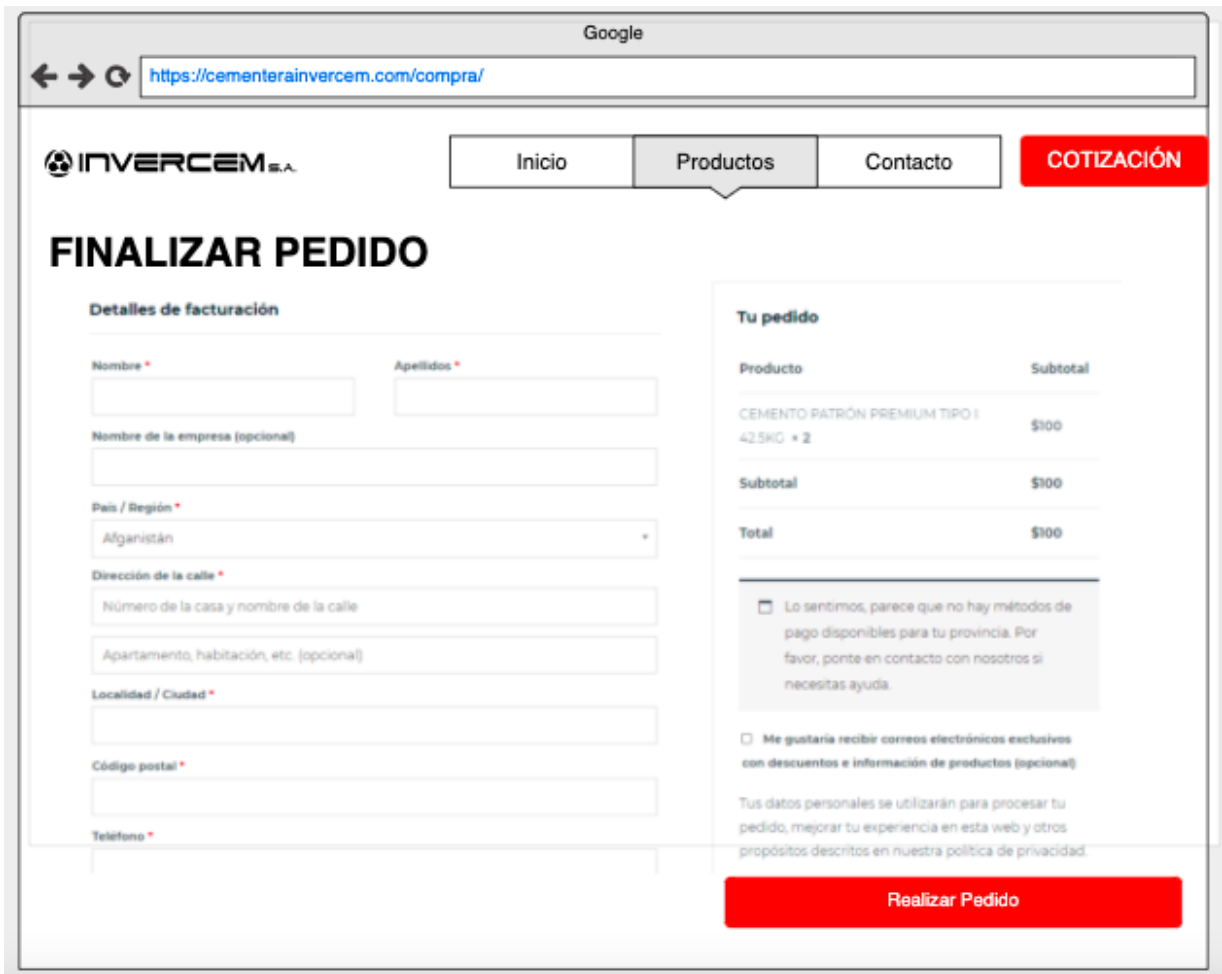 Google
https://cementerainvercem.com/compra/
INVERCEM S.A.
Inicio
Productos
Contacto
COTIZACIÓN
FINALIZAR PEDIDO
Detalles de facturación
Nombre *
Apellidos *
Nombre de la empresa (opcional)
País / Región *
Afganistán
Dirección de la calle *
Número de la casa y nombre de la calle
Apartamento, habitación, etc. (opcional)
Localidad / Ciudad *
Código postal *
Teléfono *
Tu pedido
Producto
Subtotal
CEMENTO PATRÓN PREMIUM TIPO I
42.5KG × 2
$100
Subtotal
$100
Total
$100
Lo sentimos, parece que no hay métodos de
pago disponibles para tu provincia. Por
favor, ponte en contacto con nosotros si
necesitas ayuda.
Me gustaría recibir correos electrónicos exclusivos
con descuentos e información de productos (opcional)
Tus datos personales se utilizarán para procesar tu
pedido, mejorar tu experiencia en esta web y otros
propósitos descritos en nuestra política de privacidad.
Realizar Pedido